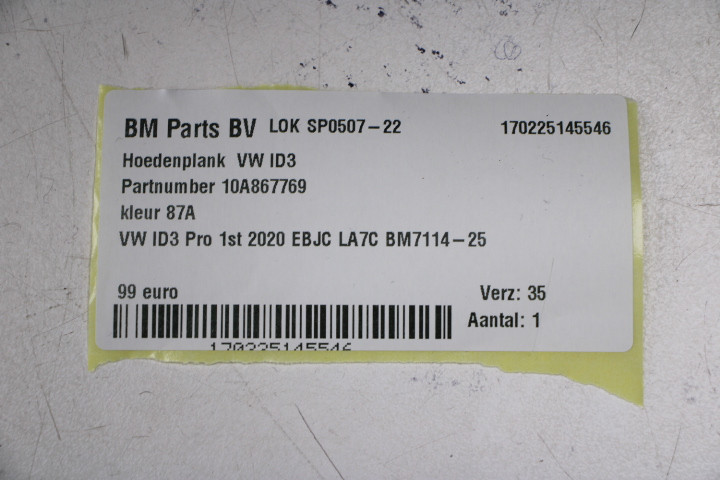 BM Parts BV LOK SP0507-22 170225145546
Hoedenplank VW ID3
Partnumber 10A867769
kleur 87A
VW ID3 Pro 1st 2020 EBJC LA7C BM7114-25
99 euro Verz: 35
Aantal: 1
170225145546